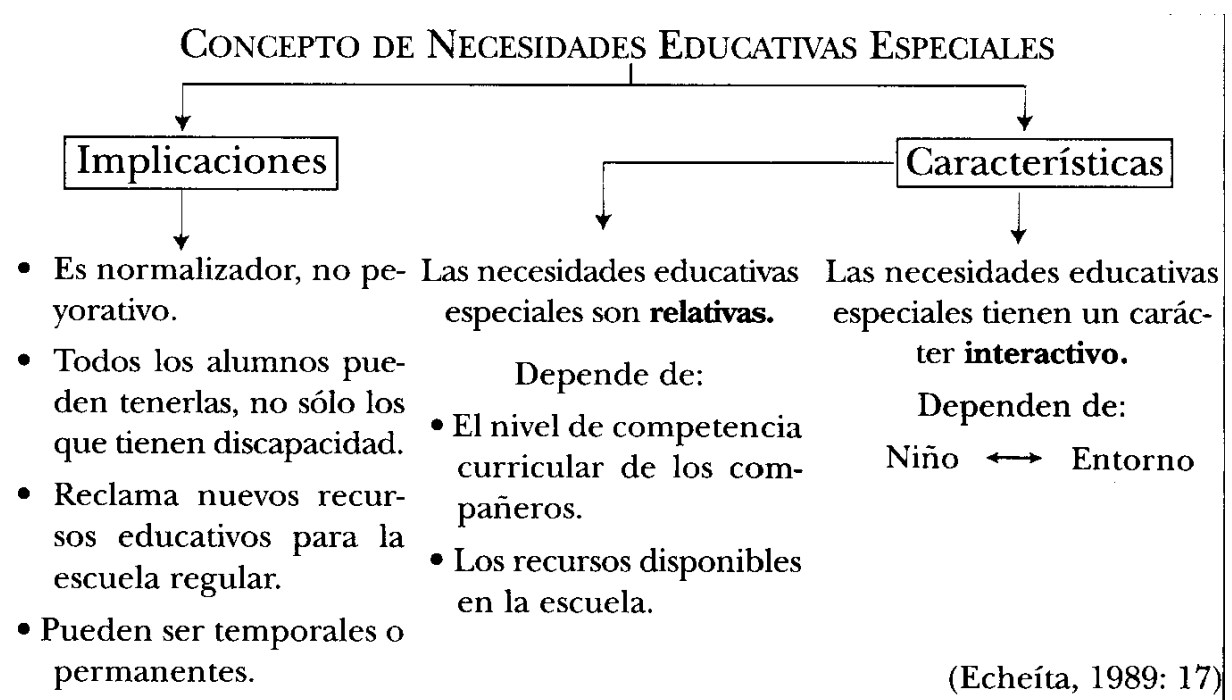 CONCEPTO DE NECESIDADES EDUCATIVAS ESPECIALES
Implicaciones
• Es normalizador, no pe-
yorativo.
• Todos los alumnos pue-
den tenerlas, no sólo los
que tienen discapacidad.
• Reclama nuevos recur-
sos educativos para la
escuela regular.
• Pueden ser temporales o
permanentes.
Características
Las necesidades educativas
especiales son relativas.
Depende de:
• El nivel de competencia
curricular de los com-
pañeros.
• Los recursos disponibles
en la escuela.
Las necesidades educativas
especiales tienen un carác-
ter interactivo.
Dependen de:
Niño ⟷ Entorno
(Echeíta, 1989: 17)